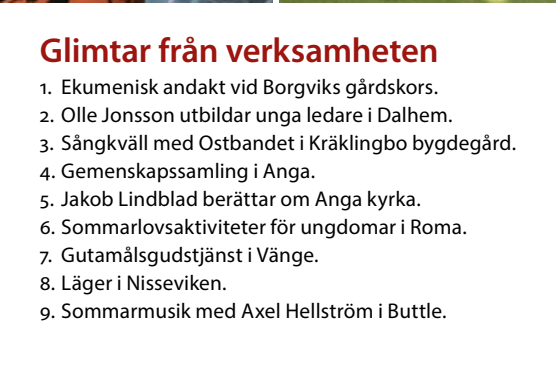 Glimtar från verksamheten
1. Ekumenisk andakt vid Borgviks gårdskors.
2. Olle Jonsson utbildar unga ledare i Dalhem.
3. Sångkväll med Ostbandet i Kräklingbo bygdegård.
4. Gemenskapssamling i Anga.
5. Jakob Lindblad berättar om Anga kyrka.
6. Sommarlovsaktiviteter för ungdomar i Roma.
7. Gutamålsgudstjänst i Vänge.
8. Läger i Nisseviken.
9. Sommarmusik med Axel Hellström i Buttle.